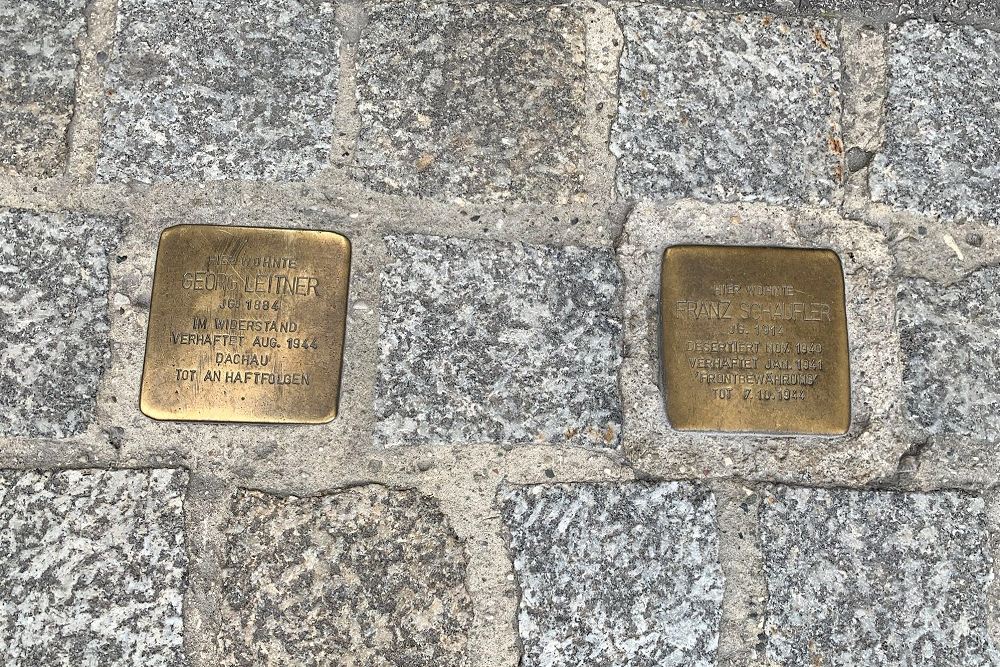 HIER WOHNTE
GEORG LEITNER
JG. 1884
IM WIDERSTAND
VERHAFTET AUG. 1944
DACHAU
TOT AN HAFTFOLGEN
HIER WOHNTE
FRANZ SCHAUFLER
JG. 1914
DESERTIERT NOV. 1940
VERHAFTET JAN. 1941
'FRONTBEWÄHRUNG'
TOT 7.10.1944